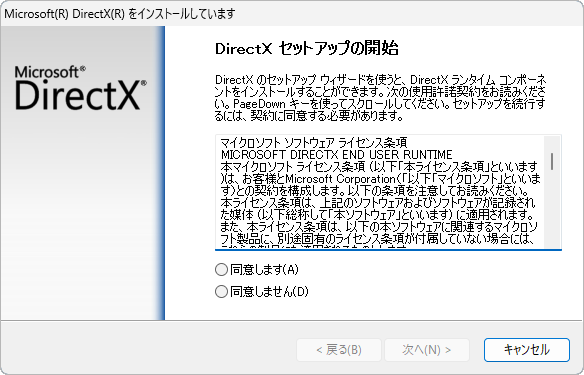 Microsoft(R) DirectX(R) をインストールしています
Microsoft®
DirectX®
DirectX セットアップの開始
DirectX のセットアップ ウィザードを使うと、DirectX ランタイム コンポーネ
ントをインストールすることができます。次の使用許諾契約をお読みくださ
い。PageDown キーを使ってスクロールしてください。セットアップを続行す
るには、契約に同意する必要があります。
マイクロソフト ソフトウェア ライセンス条項
MICROSOFT DIRECTX END USER RUNTIME
本マイクロソフト ライセンス条項 (以下「本ライセンス条項」といいます
)は、お客様とMicrosoft Corporation(「以下「マイクロソフト」といいま
す)との契約を構成します。以下の条項を注意してお読みください。
本ライセンス条項は、上記のソフトウェアおよびソフトウェアが記録され
た媒体 (以下総称して「本ソフトウェア」といいます) に適用されます。
また、本ライセンス条項は、以下の本ソフトウェアに関連するマイクロソ
フト製品に、別途固有のライセンス条項が付属していない場合には、
同意します(A)
同意しません(D)
< 戻る(B)
次へ(N) >
キャンセル